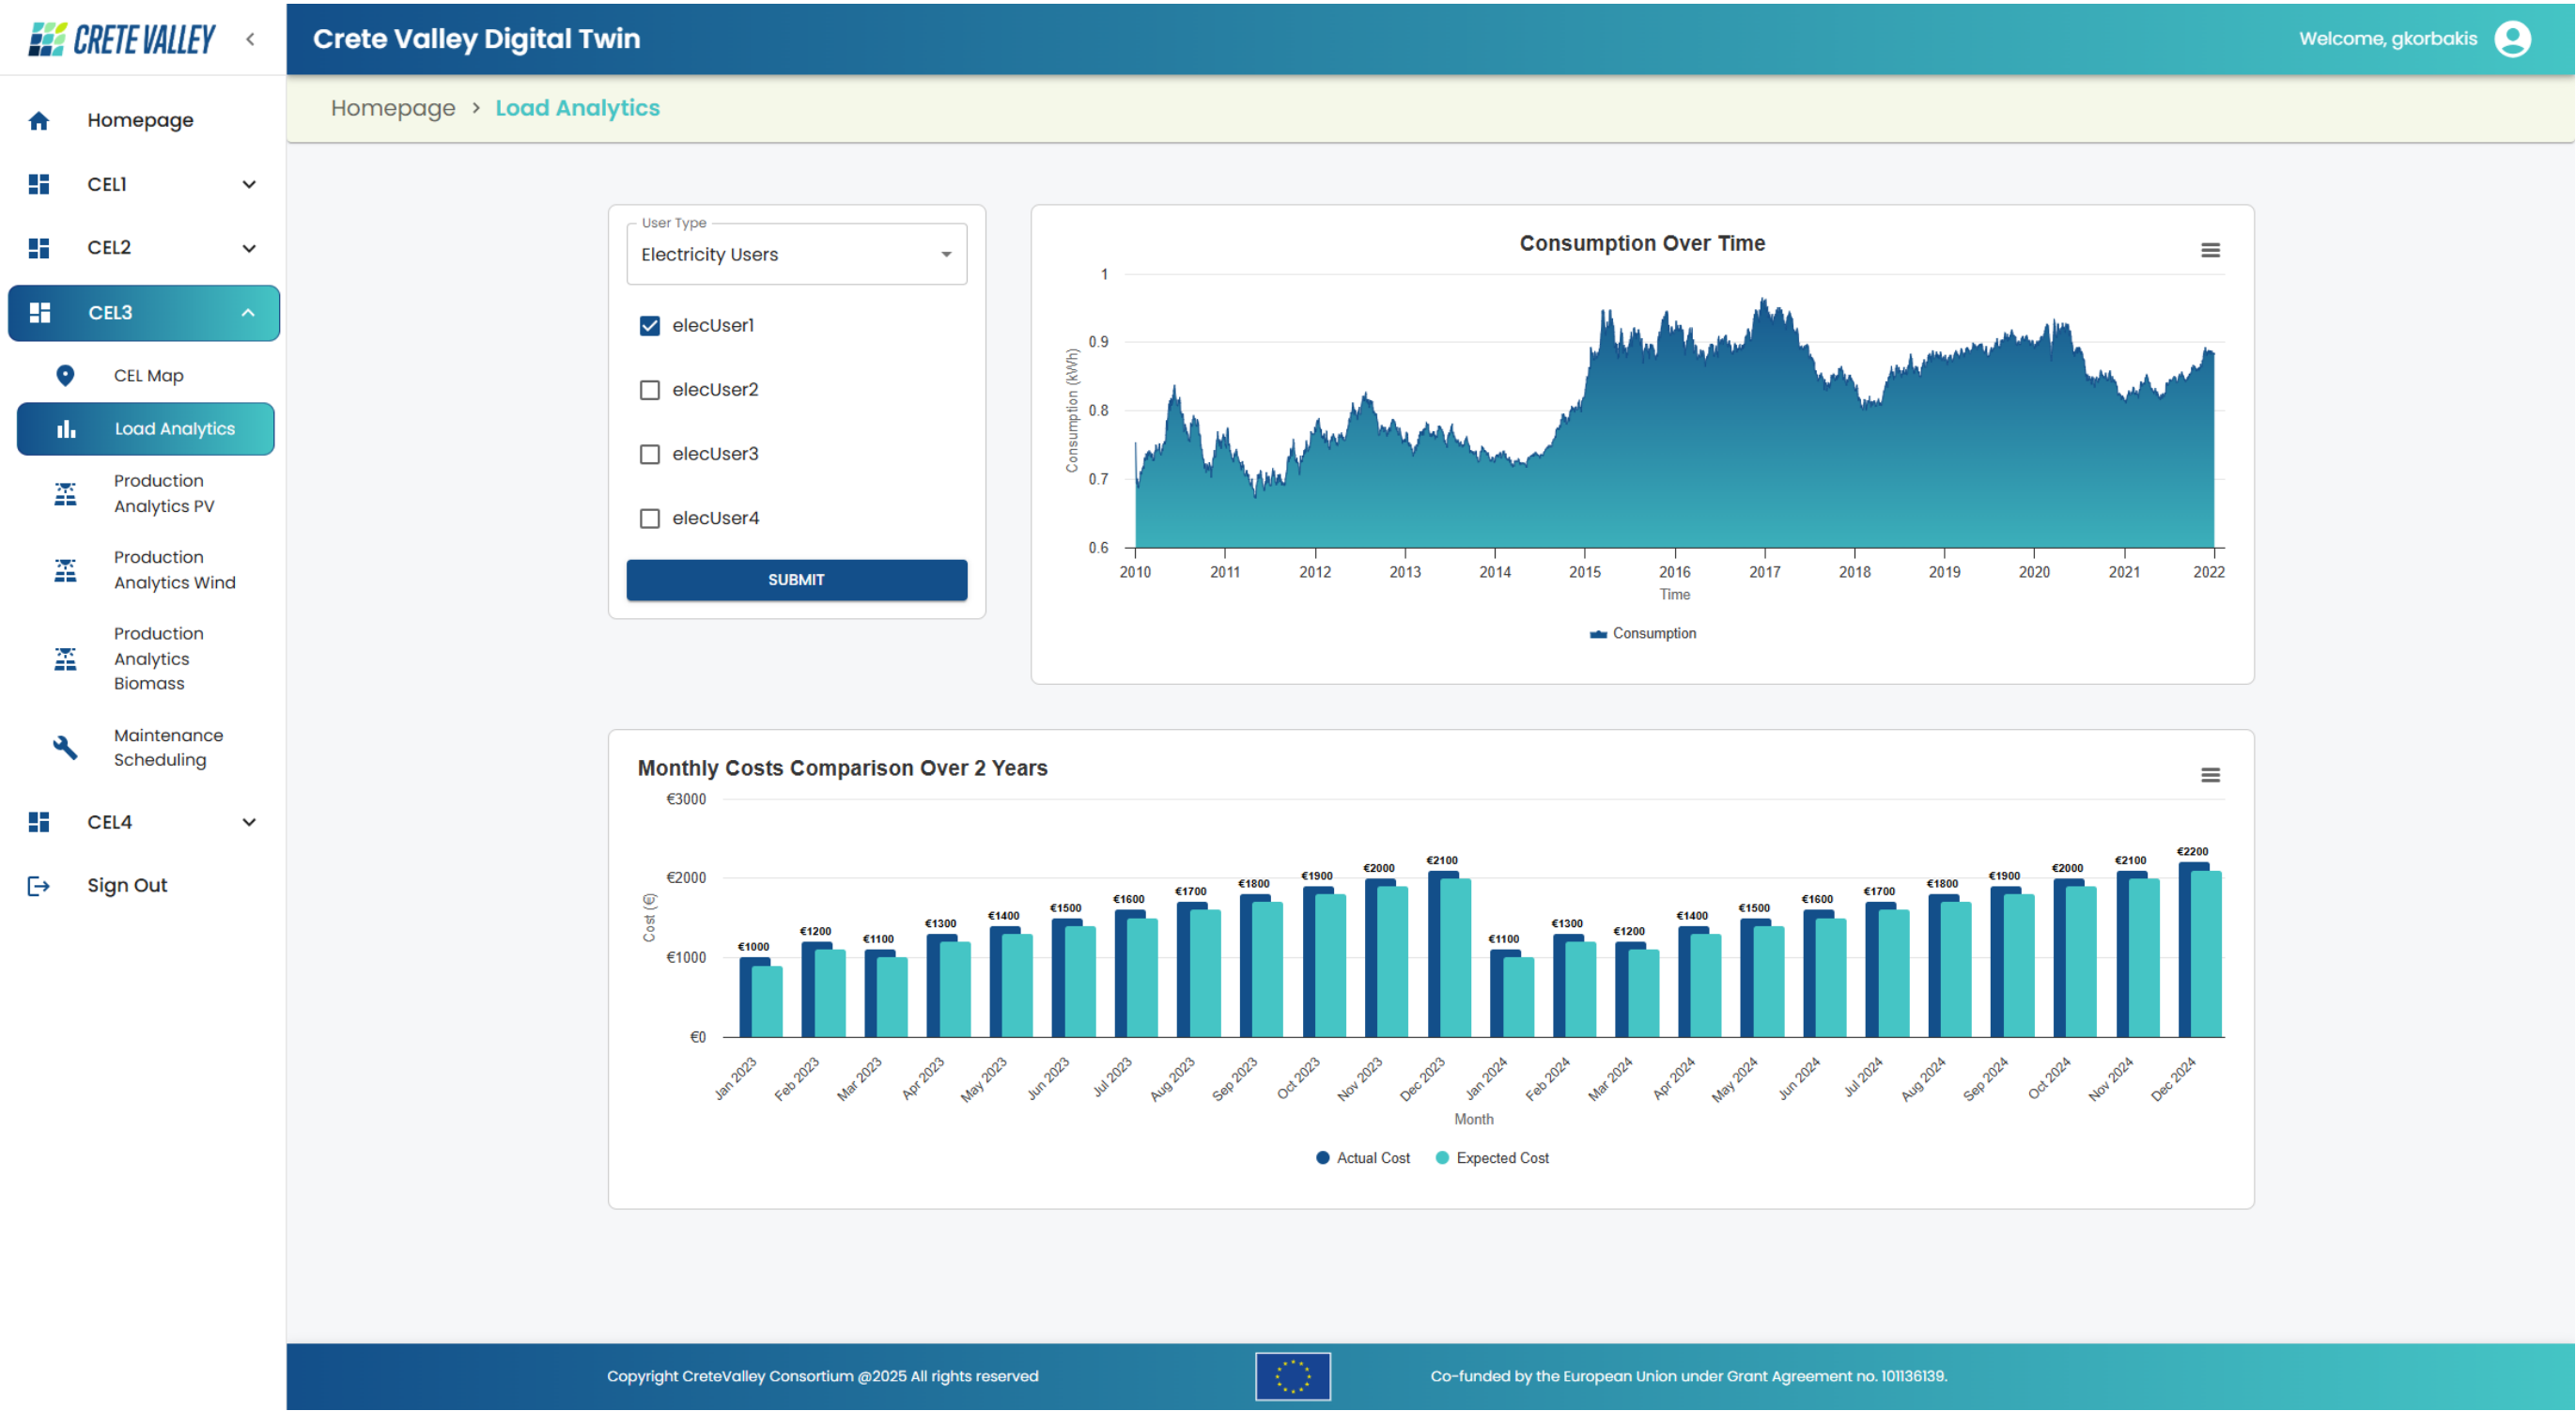 CRETE VALLEY
Crete Valley Digital Twin
Welcome, gkorbakis
Homepage > Load Analytics
Homepage
CEL1
CEL2
CEL3
CEL Map
Load Analytics
Production
Analytics PV
Production
Analytics Wind
Production
Analytics
Biomass
Maintenance
Scheduling
CEL4
Sign Out
User Type
Electricity Users
elecUser1
elecUser2
elecUser3
elecUser4
SUBMIT
Consumption Over Time
Consumption (kWh)
1
0.9
0.8
0.7
0.6
2010 2011 2012 2013 2014 2015 2016 2017 2018 2019 2020 2021 2022
Time
Consumption
Monthly Costs Comparison Over 2 Years
Cost (€)
€3000
€2000
€1000
€0
€1000 €1200 €1100 €1300 €1400 €1500 €1600 €1700 €1800 €1900 €2000 €2100 €1100 €1300 €1200 €1400 €1500 €1600 €1700 €1800 €1900 €2000 €2100 €2200
Jan 2023 Feb 2023 Mar 2023 Apr 2023 May 2023 Jun 2023 Jul 2023 Aug 2023 Sep 2023 Oct 2023 Nov 2023 Dec 2023 Jan 2024 Feb 2024 Mar 2024 Apr 2024 May 2024 Jun 2024 Jul 2024 Aug 2024 Sep 2024 Oct 2024 Nov 2024 Dec 2024
Month
Actual Cost Expected Cost
Copyright CreteValley Consortium @2025 All rights reserved
Co-funded by the European Union under Grant Agreement no. 101136139.